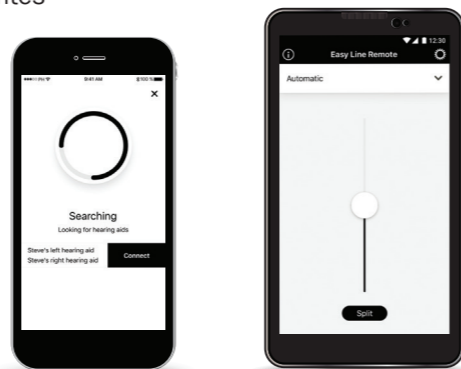 9:41 AM
Searching
Looking for hearing aids
Steve's left hearing aid
Steve's right hearing aid
Connect
12:30
Easy Line Remote
Automatic
Split